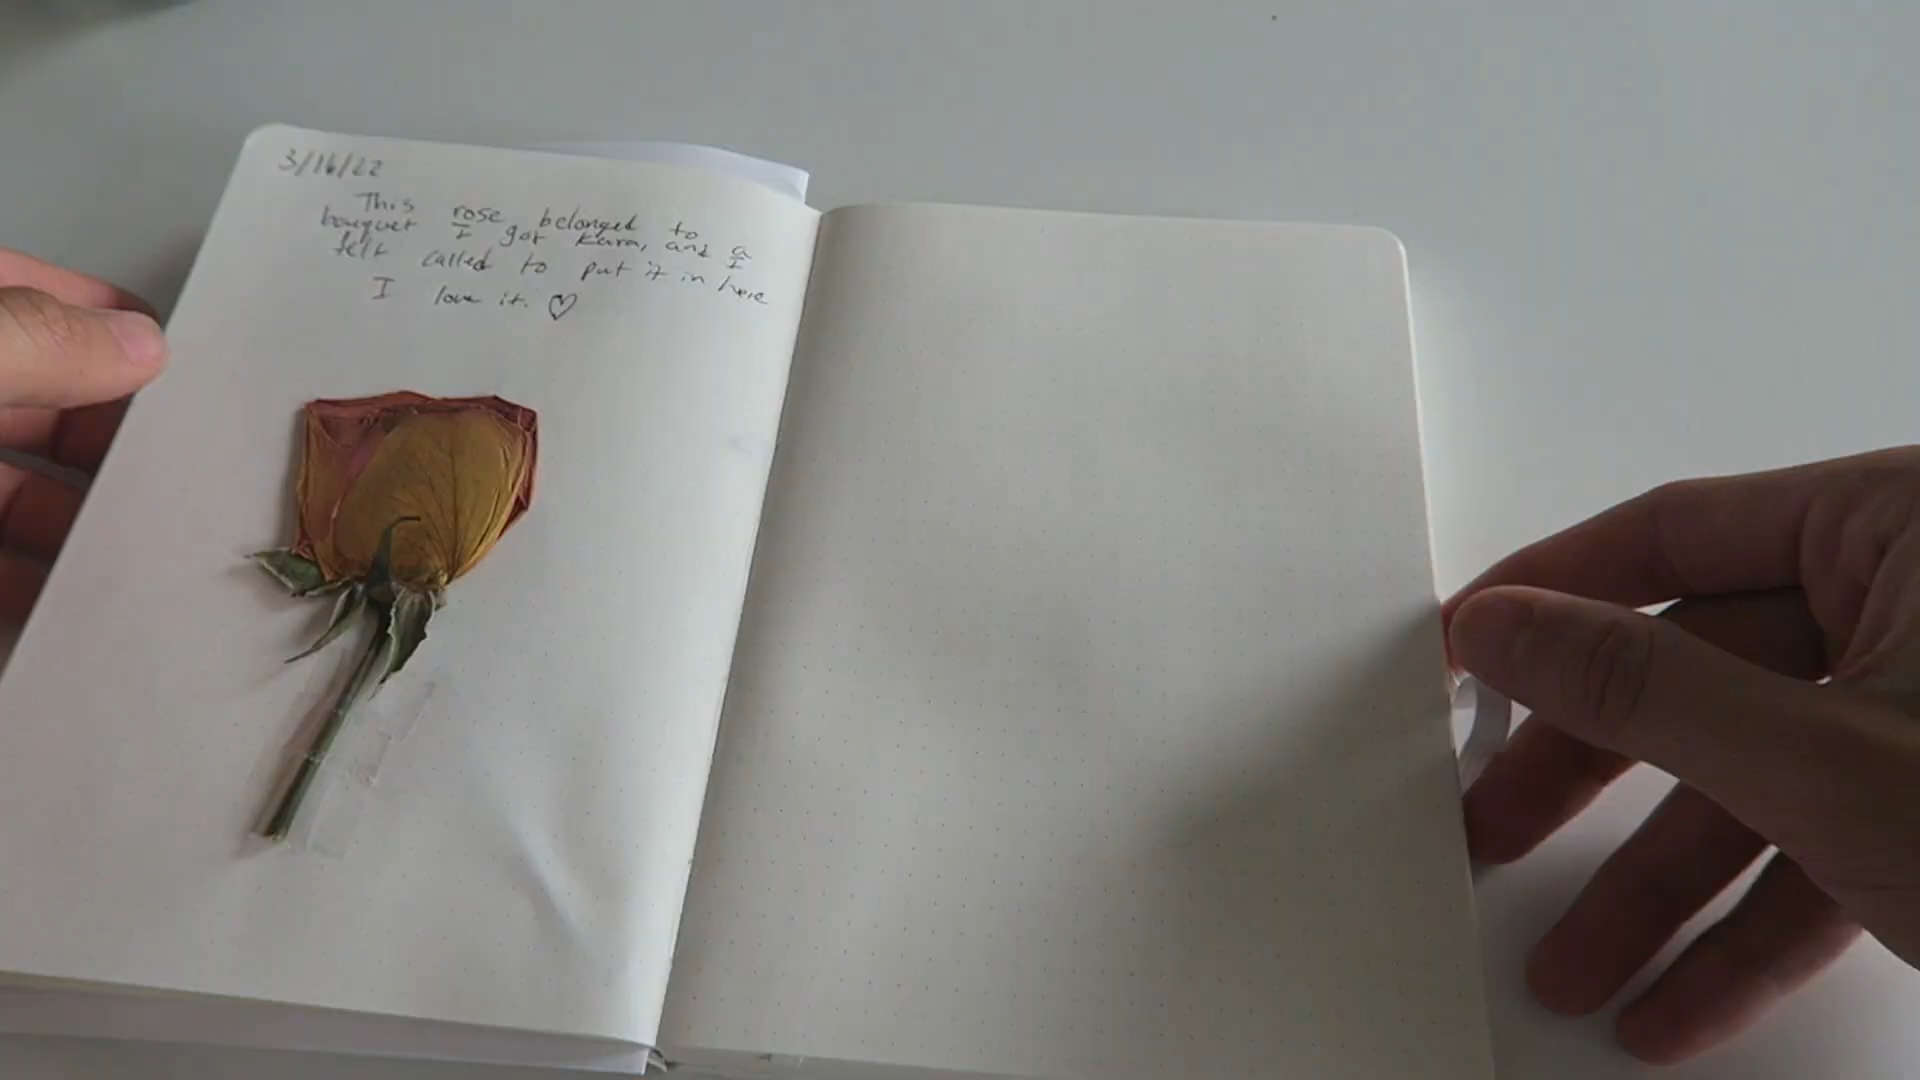 3/16/22
This rose belonged to a
bouquet I got Kara, and I
felt called to put it in here
I love it. ♡